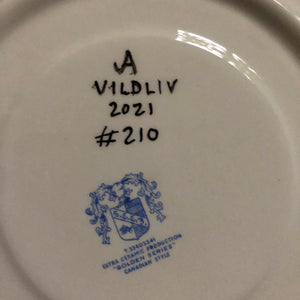 A
VILDLIV
2021
#210
EXTRA CERAMIC PRODUCTION
"GOLDEN SERIES"
CANADIAN STYLE